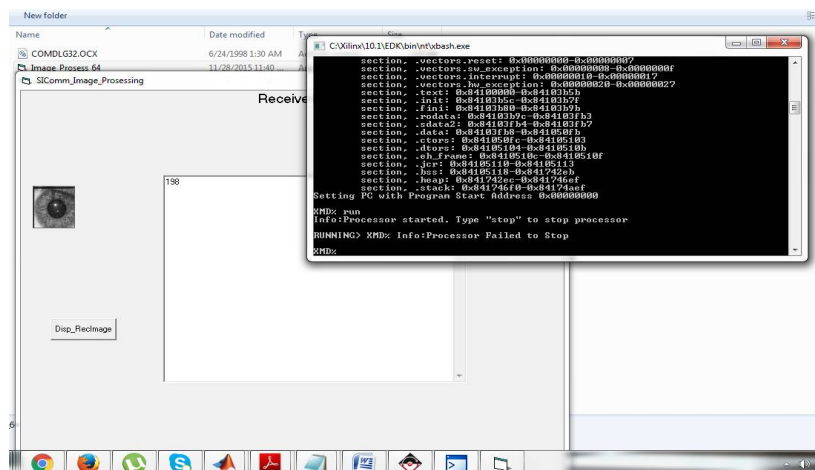 New folder
Name
Date modified
Type
Size
COMDLG32.OCX
6/24/1998 1:30 AM
Image Prosess 64
11/28/2015 11:40 ...
SIComm_Image_Prosessing
Receive
198
Disp_RecImage
C:\Xilinx\10.1\EDK\bin\nt\xbash.exe
section, .vectors.reset: 0x00000000-0x00000007
section, .vectors.sw_exception: 0x00000008-0x0000000f
section, .vectors.interrupt: 0x00000010-0x00000017
section, .vectors.hw_exception: 0x00000020-0x00000027
section, .text: 0x84100000-0x84103b5b
section, .init: 0x84103b5c-0x84103b7f
section, .fini: 0x84103b80-0x84103b9b
section, .rodata: 0x84103b9c-0x84103fb3
section, .sdata2: 0x84103fb4-0x84103fb7
section, .data: 0x84103fb8-0x841050fb
section, .ctors: 0x841050fc-0x84105103
section, .dtors: 0x84105104-0x8410510b
section, .eh_frame: 0x8410510c-0x8410510f
section, .jcr: 0x84105110-0x84105113
section, .bss: 0x84105118-0x841742eb
section, .heap: 0x841742ec-0x841746ef
section, .stack: 0x841746f0-0x84174aef
Setting PC with Program Start Address 0x00000000
XMD% run
Info:Processor started. Type "stop" to stop processor
RUNNING> XMD% Info:Processor Failed to Stop
XMD%